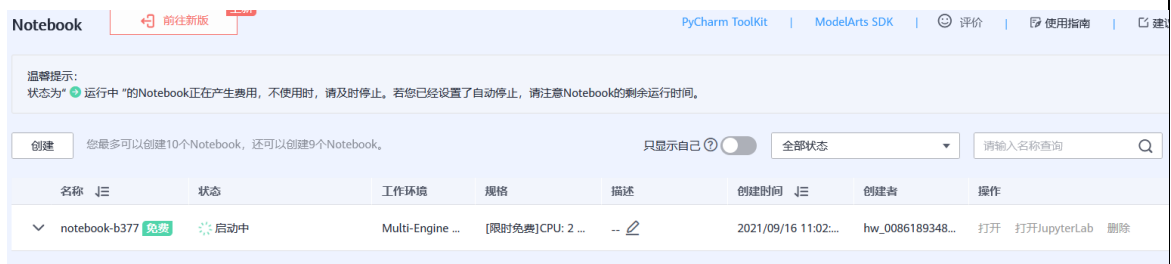 Notebook
前往新版
PyCharm ToolKit | ModelArts SDK | 评价 | 使用指南 |
温馨提示:
状态为“ 运行中 ”的Notebook正在产生费用，不使用时，请及时停止。若您已经设置了自动停止，请注意Notebook的剩余运行时间。
创建 您最多可以创建10个Notebook，还可以创建9个Notebook。 只显示自己 全部状态 请输入名称查询
名称 状态 工作环境 规格 描述 创建时间 创建者 操作
notebook-b377 免费 启动中 Multi-Engine ... [限时免费]CPU: 2 ... -- 2021/09/16 11:02:... hw_0086189348... 打开 打开JupyterLab 删除